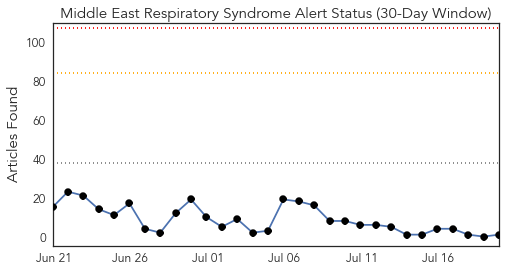 Middle East Respiratory Syndrome Alert Status (30-Day Window)
Articles Found
100
80
60
40
20
0
Jun 21 Jun 26 Jul 01 Jul 06 Jul 11 Jul 16